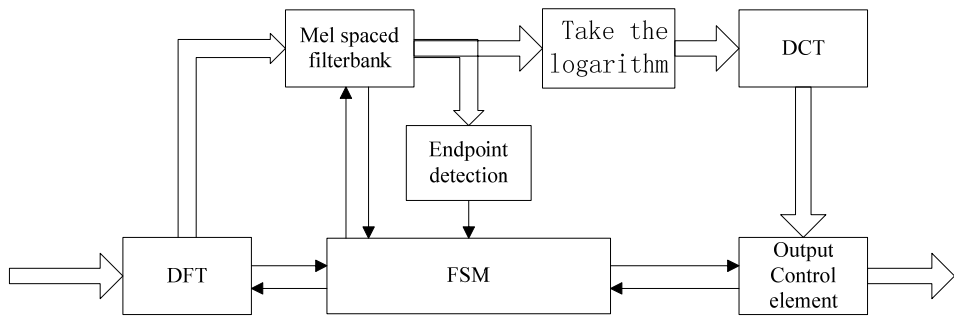 Mel spaced
filterbank
Take the
logarithm
DCT
Endpoint
detection
DFT
FSM
Output
Control
element